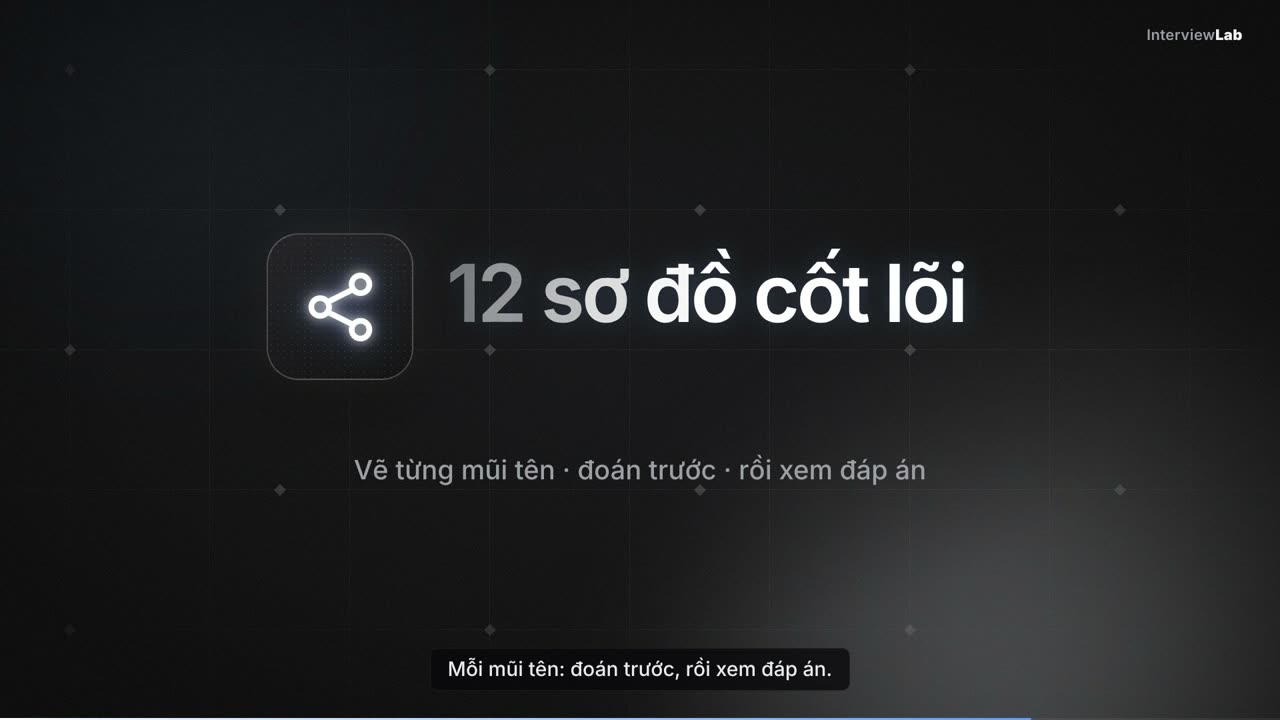 InterviewLab
12 sơ đồ cốt lõi
Vẽ từng mũi tên · đoán trước · rồi xem đáp án
Mỗi mũi tên: đoán trước, rồi xem đáp án.